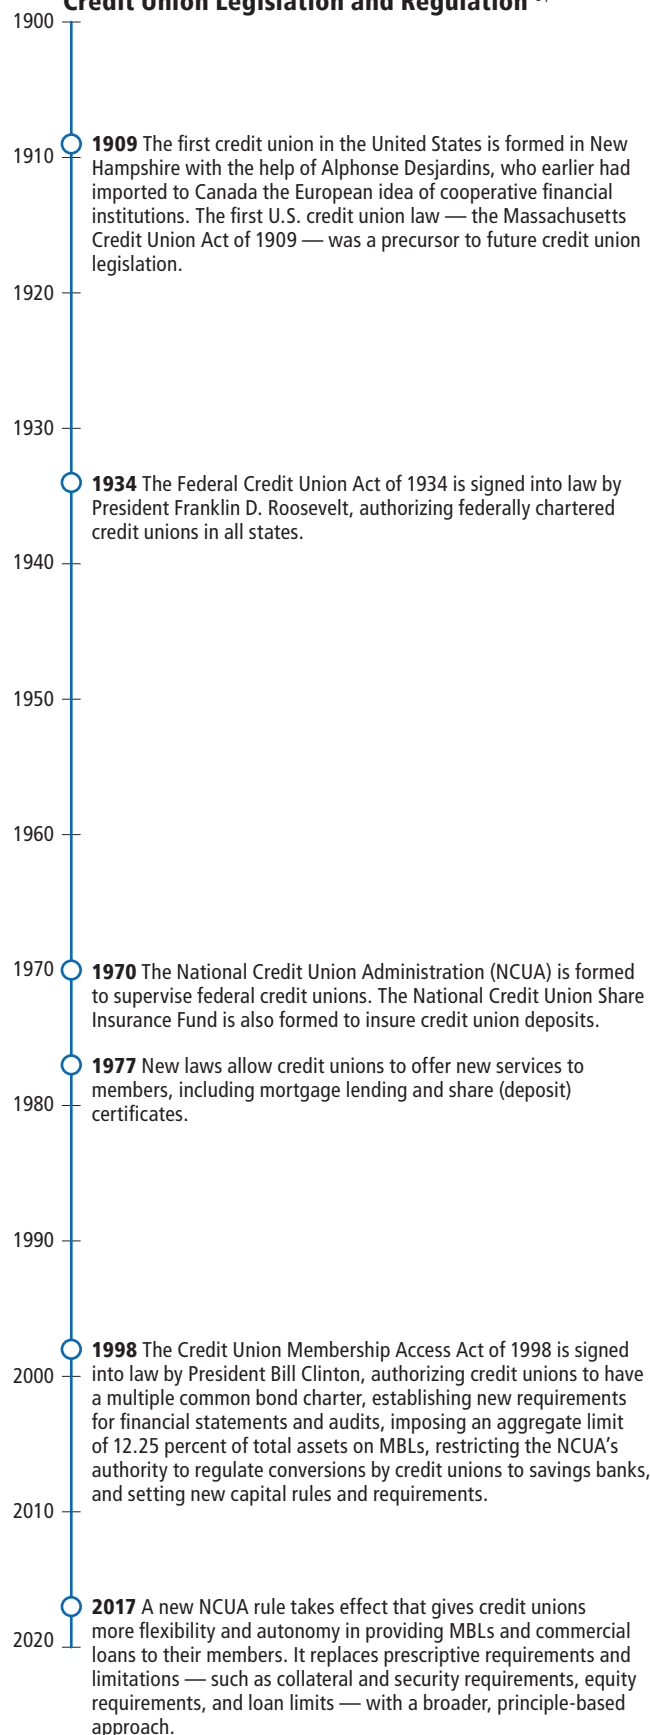 Credit Union Legislation and Regulation
1900
1909 The first credit union in the United States is formed in New
1910
Hampshire with the help of Alphonse Desjardins, who earlier had
imported to Canada the European idea of cooperative financial
institutions. The first U.S. credit union law — the Massachusetts
Credit Union Act of 1909 — was a precursor to future credit union
legislation.
1920
1930
1934 The Federal Credit Union Act of 1934 is signed into law by
President Franklin D. Roosevelt, authorizing federally chartered
credit unions in all states.
1940
1950
1960
1970
1970 The National Credit Union Administration (NCUA) is formed
to supervise federal credit unions. The National Credit Union Share
Insurance Fund is also formed to insure credit union deposits.
1977 New laws allow credit unions to offer new services to
members, including mortgage lending and share (deposit)
1980
certificates.
1990
1998 The Credit Union Membership Access Act of 1998 is signed
2000
into law by President Bill Clinton, authorizing credit unions to have
a multiple common bond charter, establishing new requirements
for financial statements and audits, imposing an aggregate limit
of 12.25 percent of total assets on MBLs, restricting the NCUA's
authority to regulate conversions by credit unions to savings banks,
and setting new capital rules and requirements.
2010
2017 A new NCUA rule takes effect that gives credit unions
more flexibility and autonomy in providing MBLs and commercial
2020
loans to their members. It replaces prescriptive requirements and
limitations — such as collateral and security requirements, equity
requirements, and loan limits — with a broader, principle-based
approach.